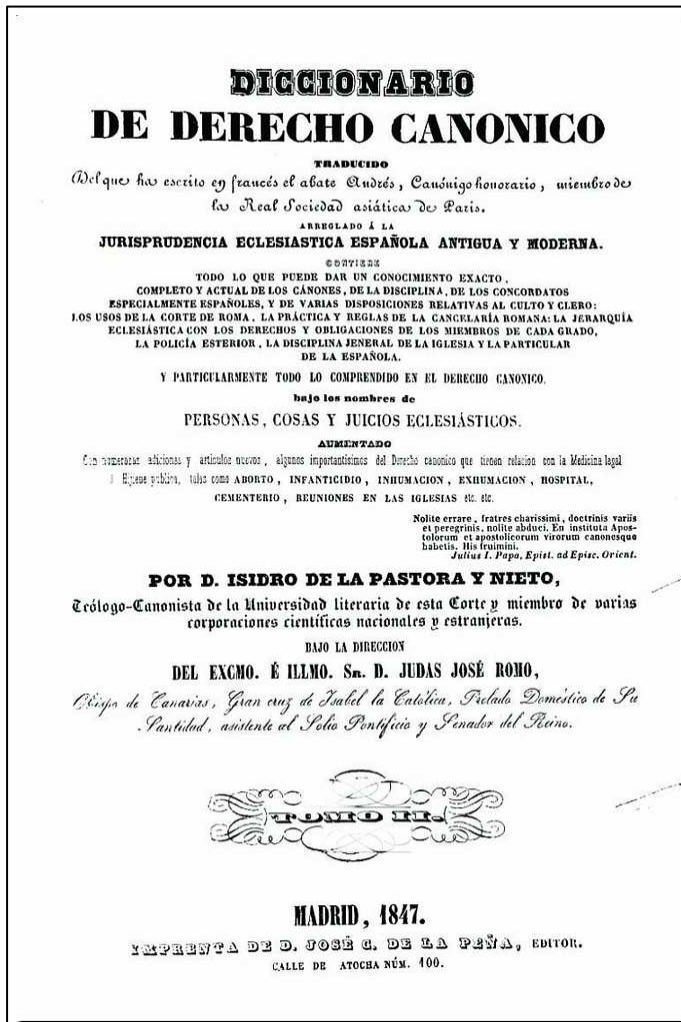 DICCIONARIO
DE DERECHO CANONICO
TRADUCIDO
Del que ha escrito en francés el abate Andrés, Canónigo honorario, miembro de
la Real Sociedad asiática de Paris.
ARREGLADO Á LA
JURISPRUDENCIA ECLESIASTICA ESPAÑOLA ANTIGUA Y MODERNA.
CONTIENE
TODO LO QUE PUEDE DAR UN CONOCIMIENTO EXACTO,
COMPLETO Y ACTUAL DE LOS CÁNONES, DE LA DISCIPLINA, DE LOS CONCORDATOS
ESPECIALMENTE ESPAÑOLES, Y DE VARIAS DISPOSICIONES RELATIVAS AL CULTO Y CLERO:
LOS USOS DE LA CORTE DE ROMA, LA PRÁCTICA Y REGLAS DE LA CANCELARÍA ROMANA: LA JERARQUÍA
ECLESIÁSTICA CON LOS DERECHOS Y OBLIGACIONES DE LOS MIEMBROS DE CADA GRADO,
LA POLICÍA ESTERIOR, LA DISCIPLINA JENERAL DE LA IGLESIA Y LA PARTICULAR
DE LA ESPAÑOLA.
Y PARTICULARMENTE TODO LO COMPRENDIDO EN EL DERECHO CANONICO.
bajo los nombres de
PERSONAS, COSAS Y JUICIOS ECLESIÁSTICOS.
AUMENTADO
Con numerosas adiciones y articulos nuevos, algunos importantisimos del Derecho canonico que tienen relacion con la Medicina legal
é Higiene pública, tales como ABORTO, INFANTICIDIO, INHUMACION, EXHUMACION, HOSPITAL,
CEMENTERIO, REUNIONES EN LAS IGLESIAS etc. etc.
Nolite errare, fratres charissimi, doctrinis variis
et peregrinis, nolite abduci. En instituta Apos-
tolorum et apostolicorum virorum canonesque
habetis. His fruimini.
Julius I. Papa, Epist. ad Episc. Orient.
POR D. ISIDRO DE LA PASTORA Y NIETO,
Teólogo-Canonista de la Universidad literaria de esta Corte y miembro de varias
corporaciones científicas nacionales y estranjeras.
BAJO LA DIRECCION
DEL EXCMO. É ILLMO. SR. D. JUDAS JOSÉ ROMO,
Obispo de Canarias, Gran cruz de Isabel la Católica, Prelado Doméstico de Su
Santidad, asistente al Solio Pontificio y Senador del Reino.
TOMO II.
MADRID, 1847.
IMPRENTA DE D. JOSÉ C. DE LA PEÑA, EDITOR.
CALLE DE ATOCHA NÚM. 100.